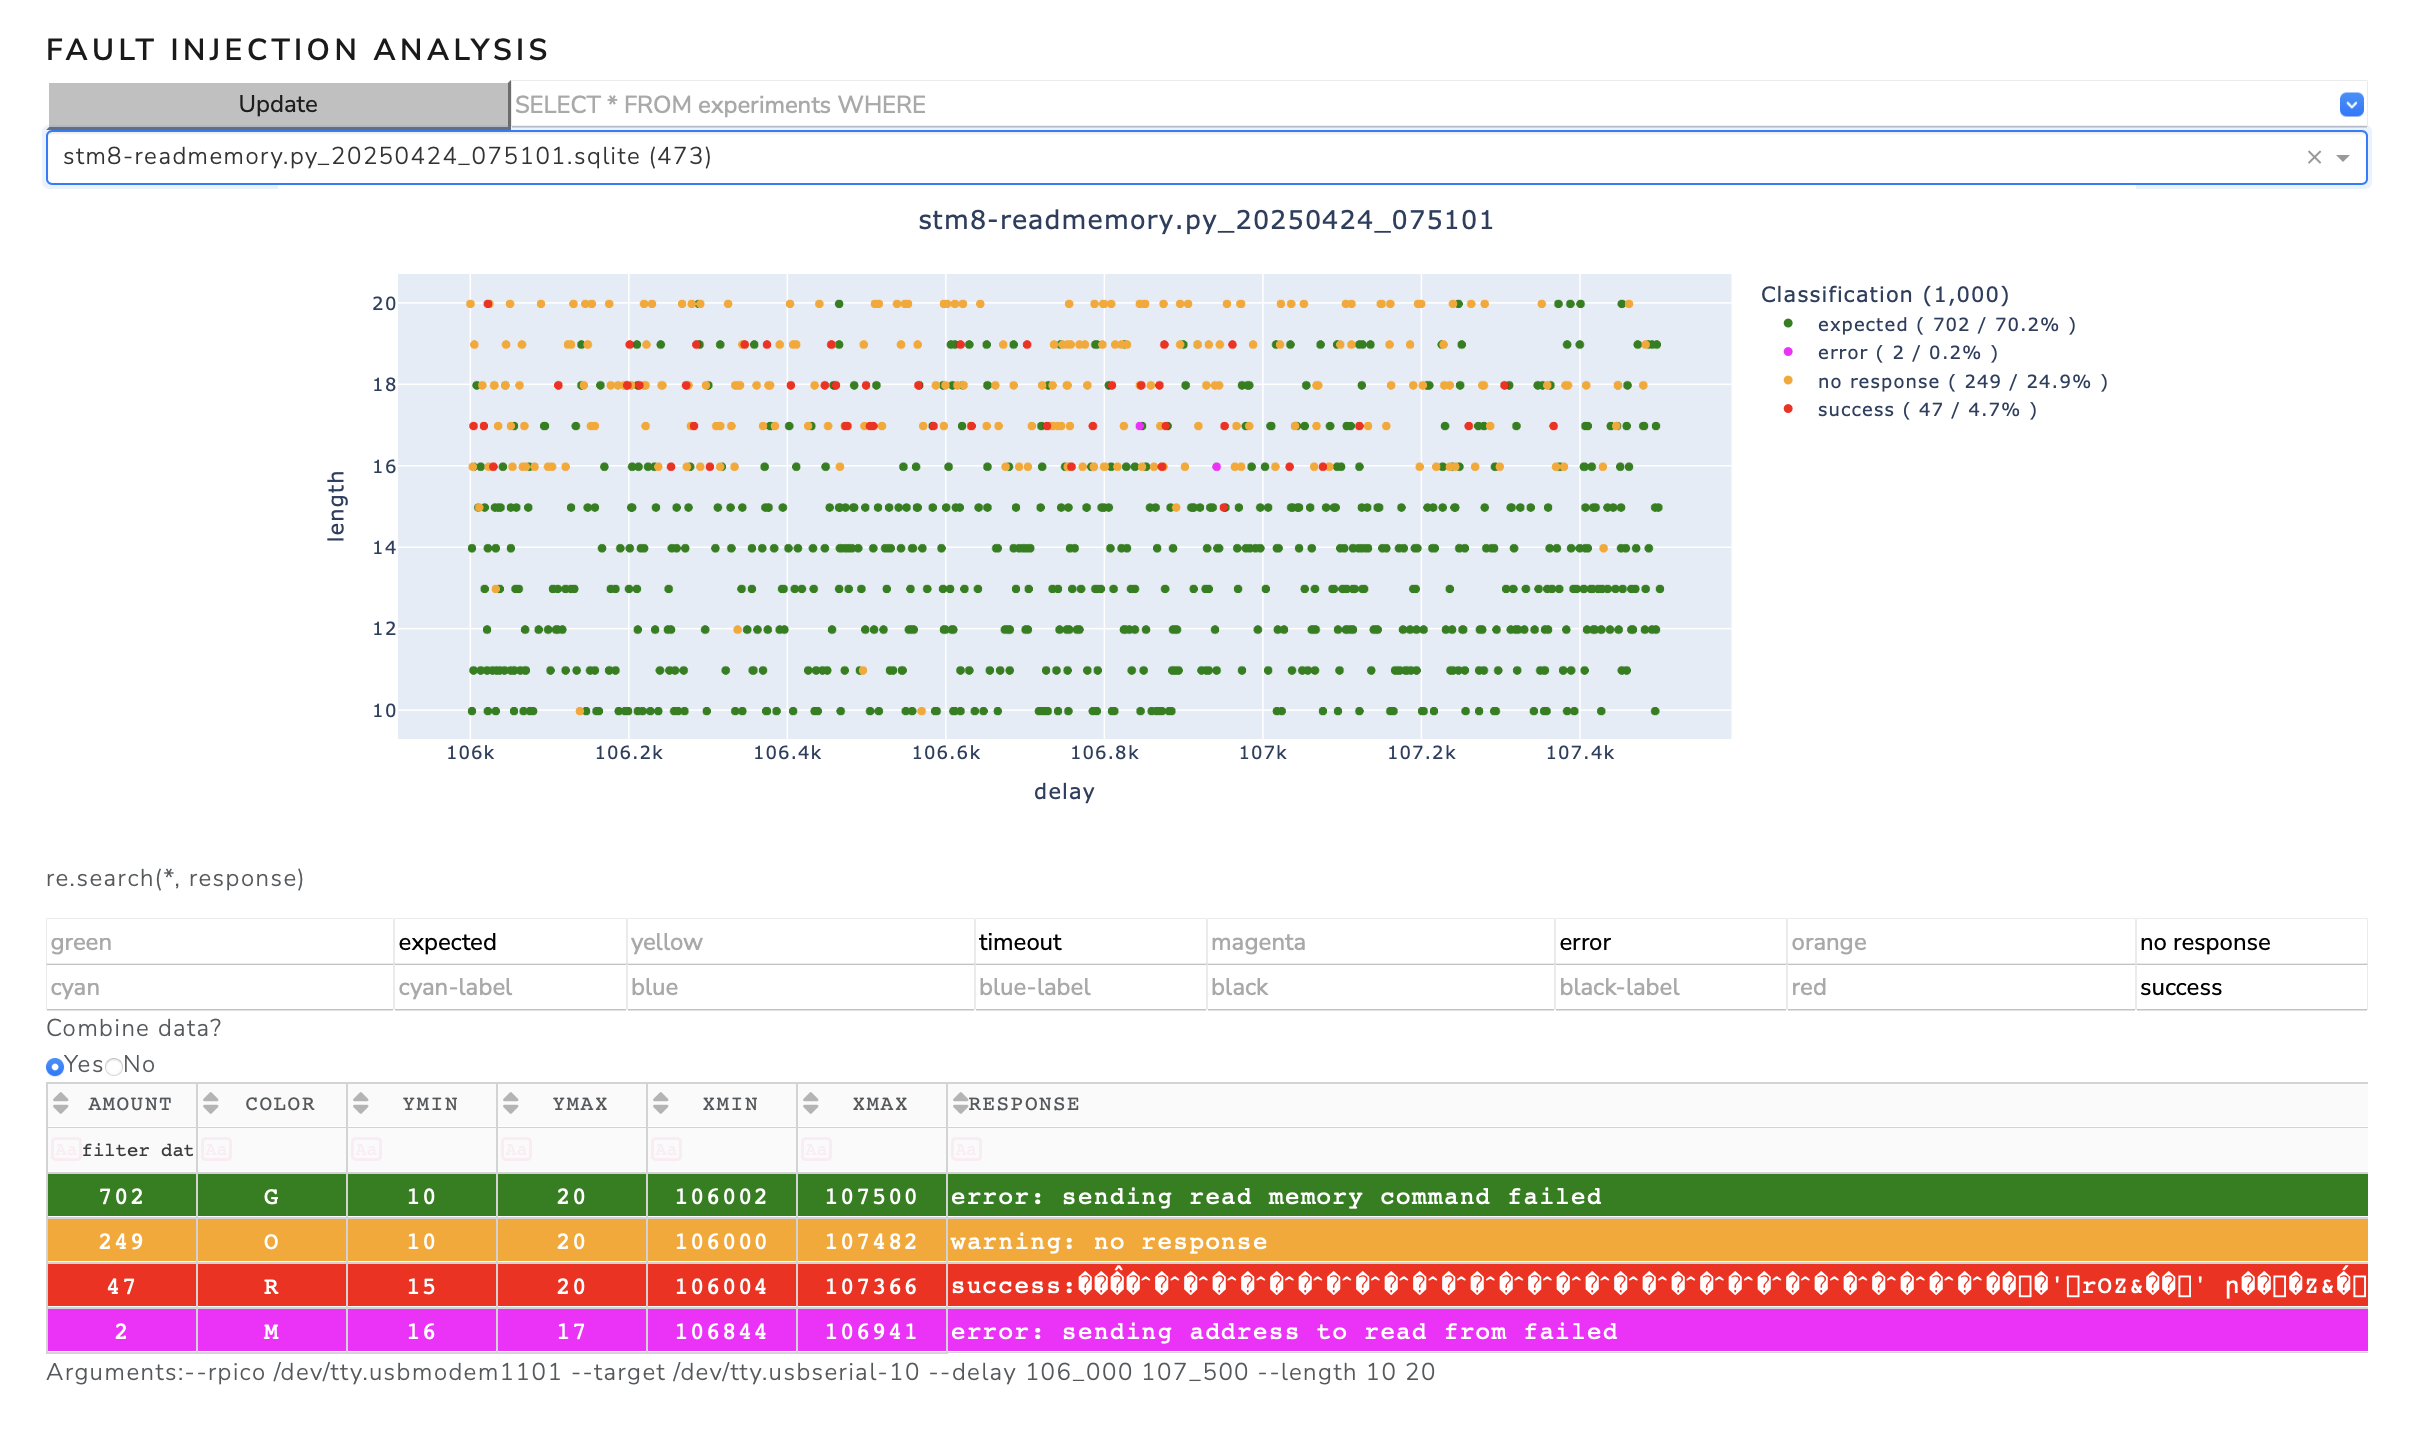 FAULT INJECTION ANALYSIS
Update SELECT * FROM experiments WHERE
stm8-readmemory.py_20250424_075101.sqlite (473)
stm8-readmemory.py_20250424_075101
Classification (1,000)
expected ( 702 / 70.2% )
error ( 2 / 0.2% )
no response ( 249 / 24.9% )
success ( 47 / 4.7% )
length
20
18
16
14
12
10
106k 106.2k 106.4k 106.6k 106.8k 107k 107.2k 107.4k
delay
re.search(*, response)
green expected yellow timeout magenta error orange no response
cyan cyan-label blue blue-label black black-label red success
Combine data?
Yes No
AMOUNT COLOR YMIN YMAX XMIN XMAX RESPONSE
Aa filter dat Aa Aa Aa Aa Aa Aa
702 G 10 20 106002 107500 error: sending read memory command failed
249 O 10 20 106000 107482 warning: no response
47 R 15 20 106004 107366 success:
2 M 16 17 106844 106941 error: sending address to read from failed
Arguments:--rpico /dev/tty.usbmodem1101 --target /dev/tty.usbserial-10 --delay 106_000 107_500 --length 10 20